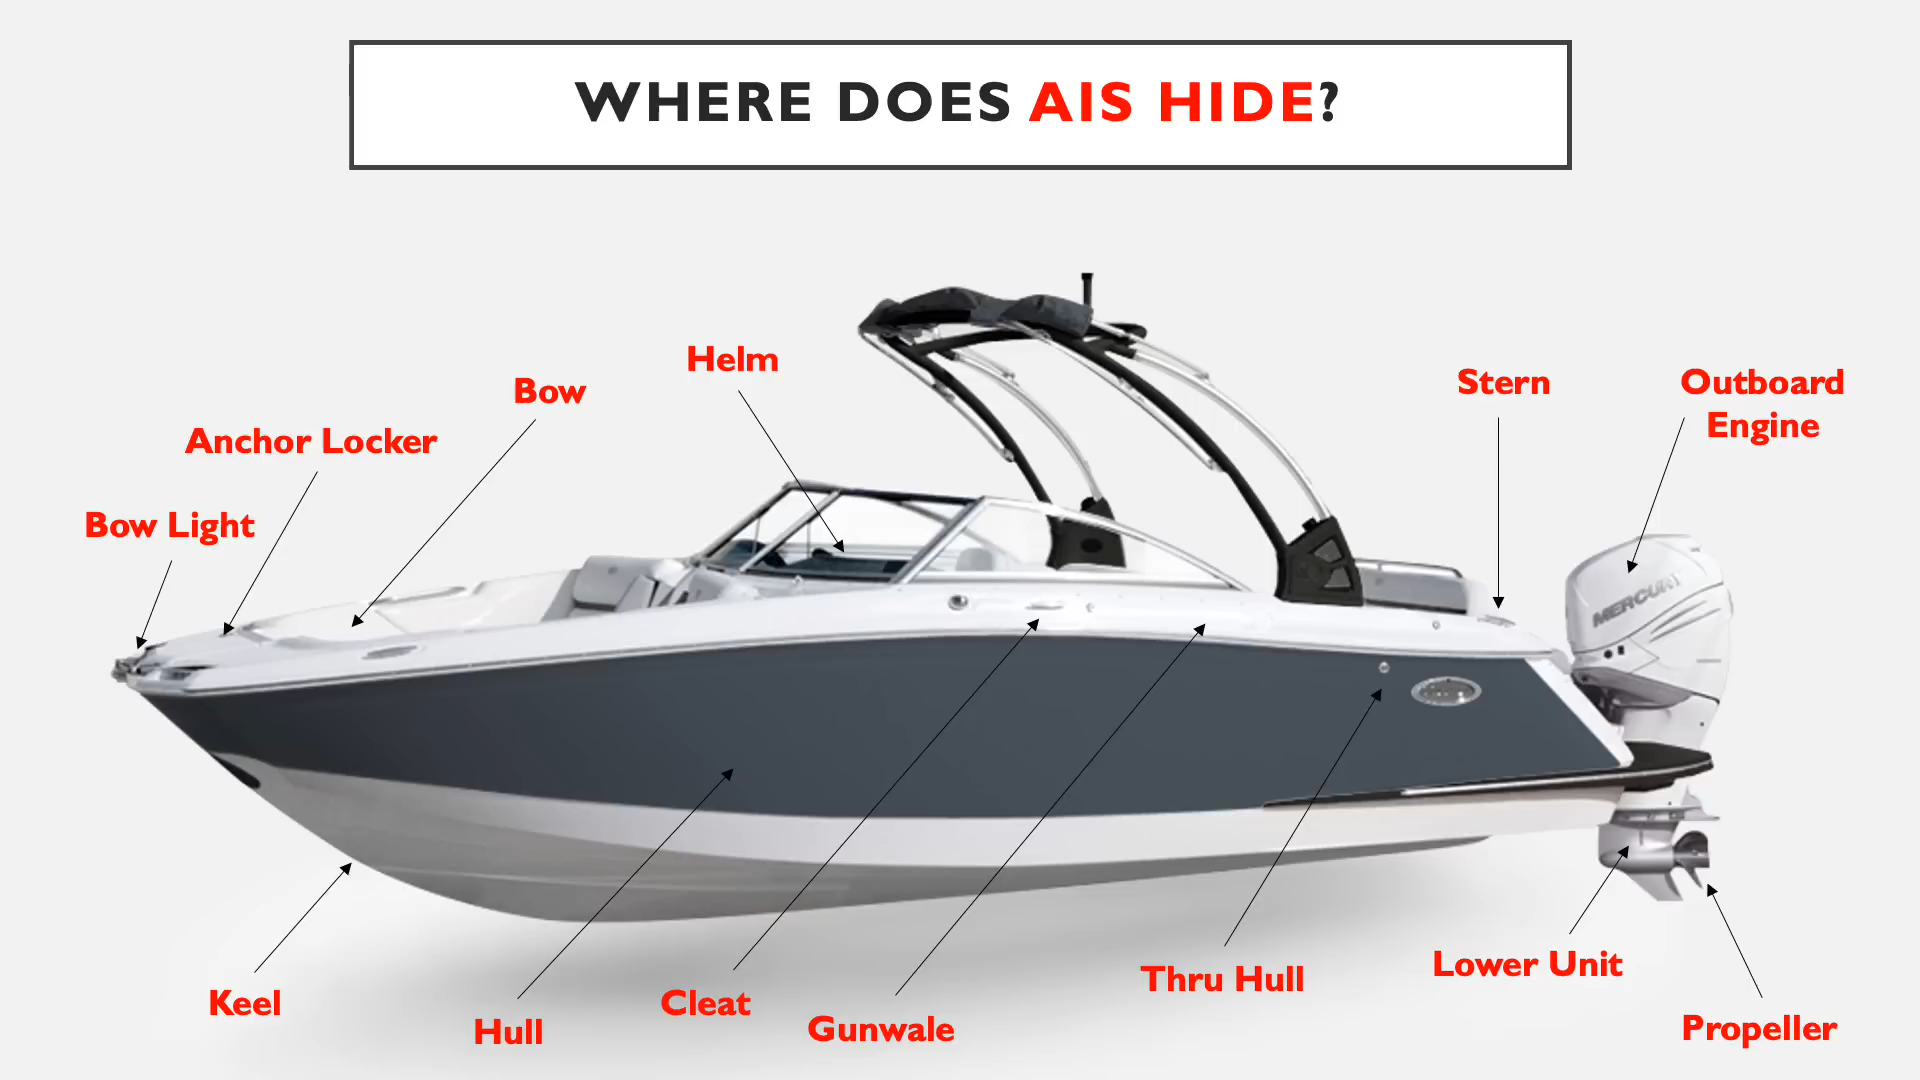 WHERE DOES AIS HIDE?
Helm
Bow
Stern
Outboard
Engine
Anchor Locker
Bow Light
MERCURY
Keel
Hull
Cleat
Gunwale
Thru Hull
Lower Unit
Propeller